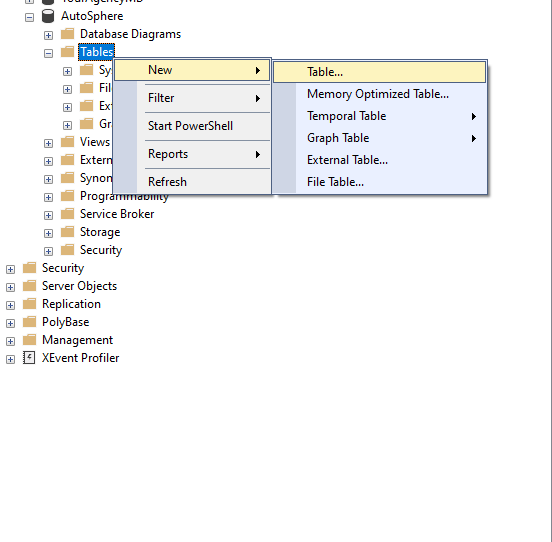 AutoSphere
Database Diagrams
Tables
New
Table...
Sy
Memory Optimized Table...
Fil
Filter
Temporal Table
Ext
Start PowerShell
Graph Table
Gr
Views
Reports
External Table...
Extern
Synon
Refresh
File Table...
Programmability
Service Broker
Storage
Security
Security
Server Objects
Replication
PolyBase
Management
XEvent Profiler